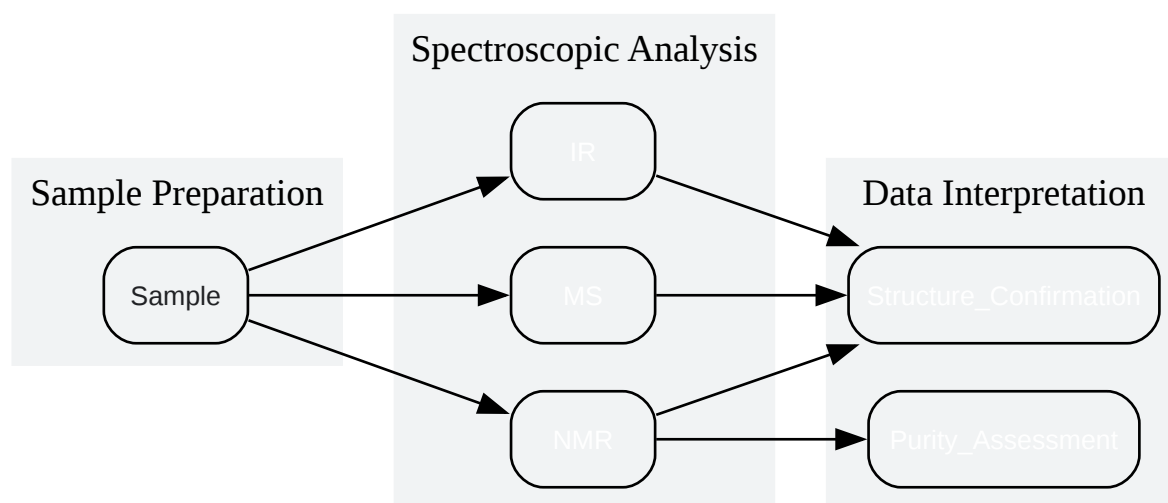 Sample Preparation
Sample
Spectroscopic Analysis
IR
MS
NMR
Data Interpretation
Structure_Confirmation
Purity_Assessment